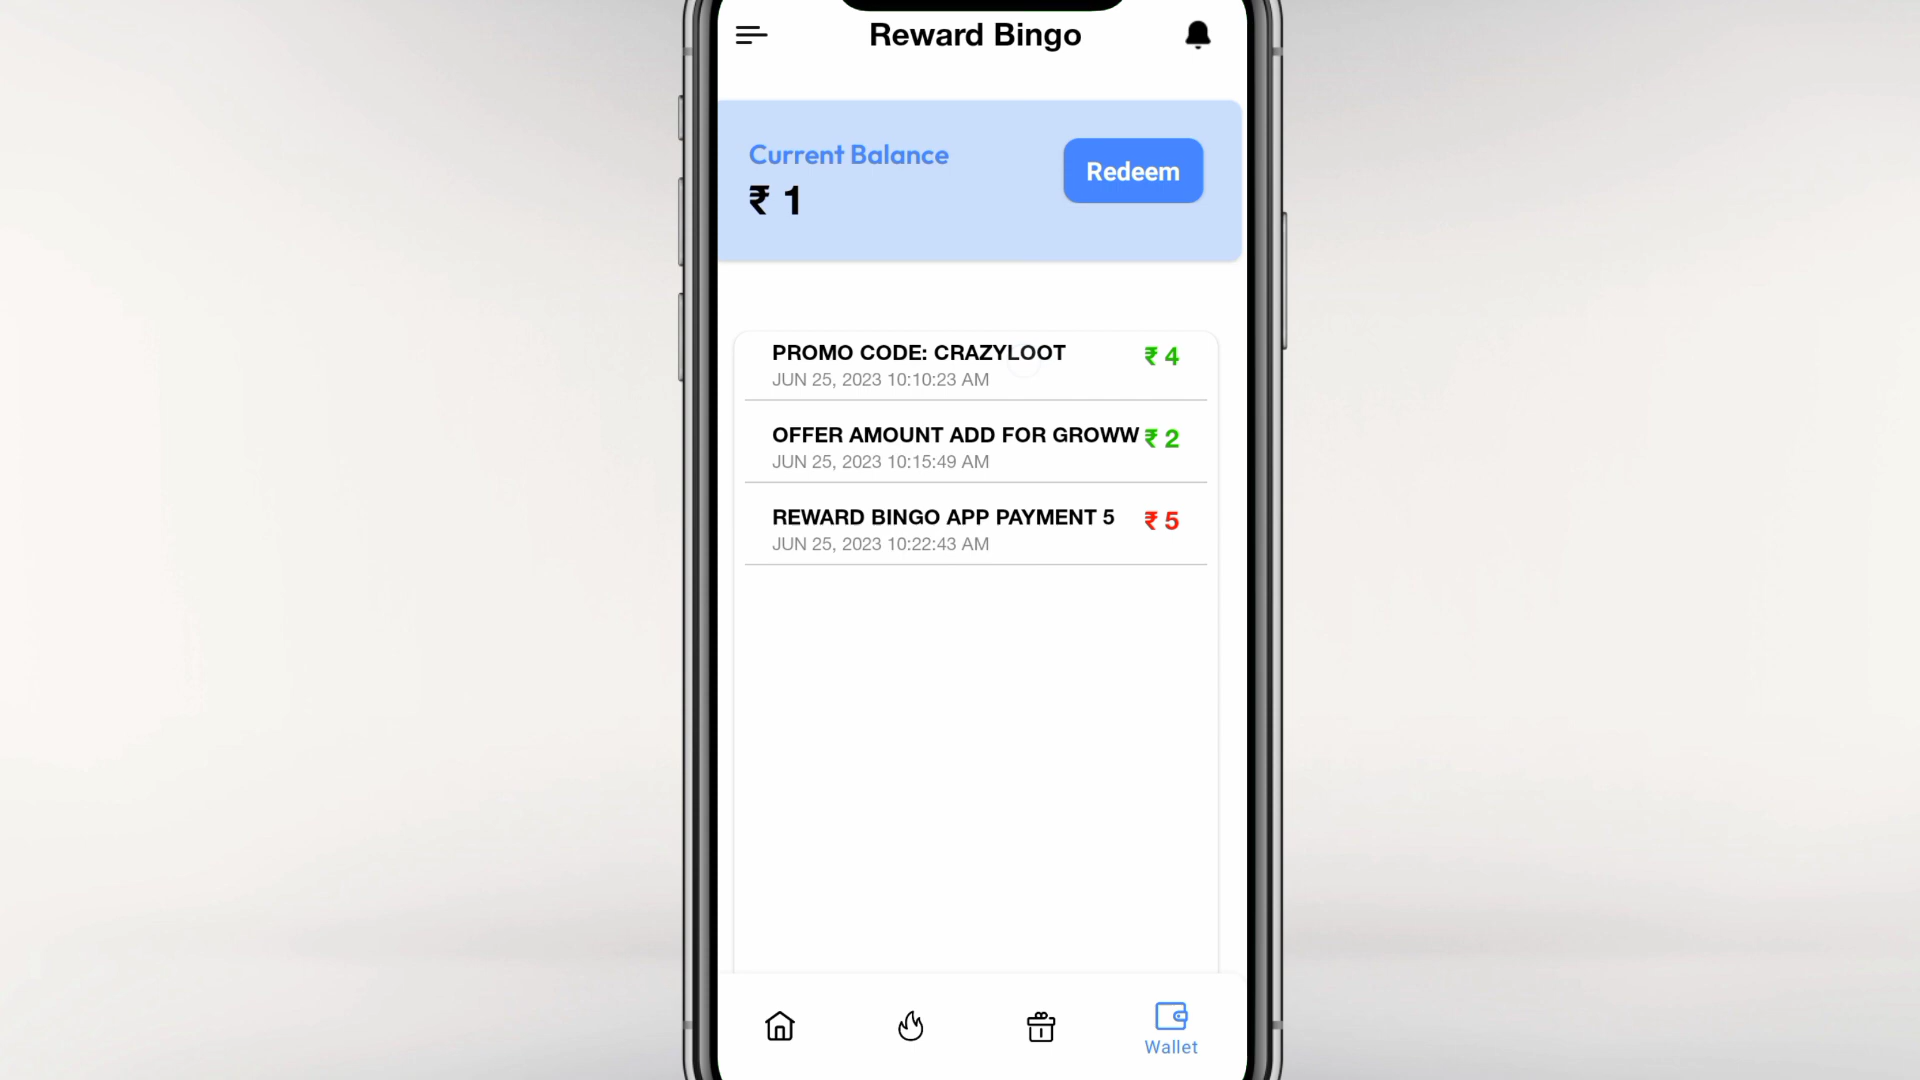 Reward Bingo
Current Balance
₹ 1
Redeem
PROMO CODE: CRAZYLOOT
₹ 4
JUN 25, 2023 10:10:23 AM
OFFER AMOUNT ADD FOR GROWW
₹ 2
JUN 25, 2023 10:15:49 AM
REWARD BINGO APP PAYMENT 5
₹ 5
JUN 25, 2023 10:22:43 AM
Wallet